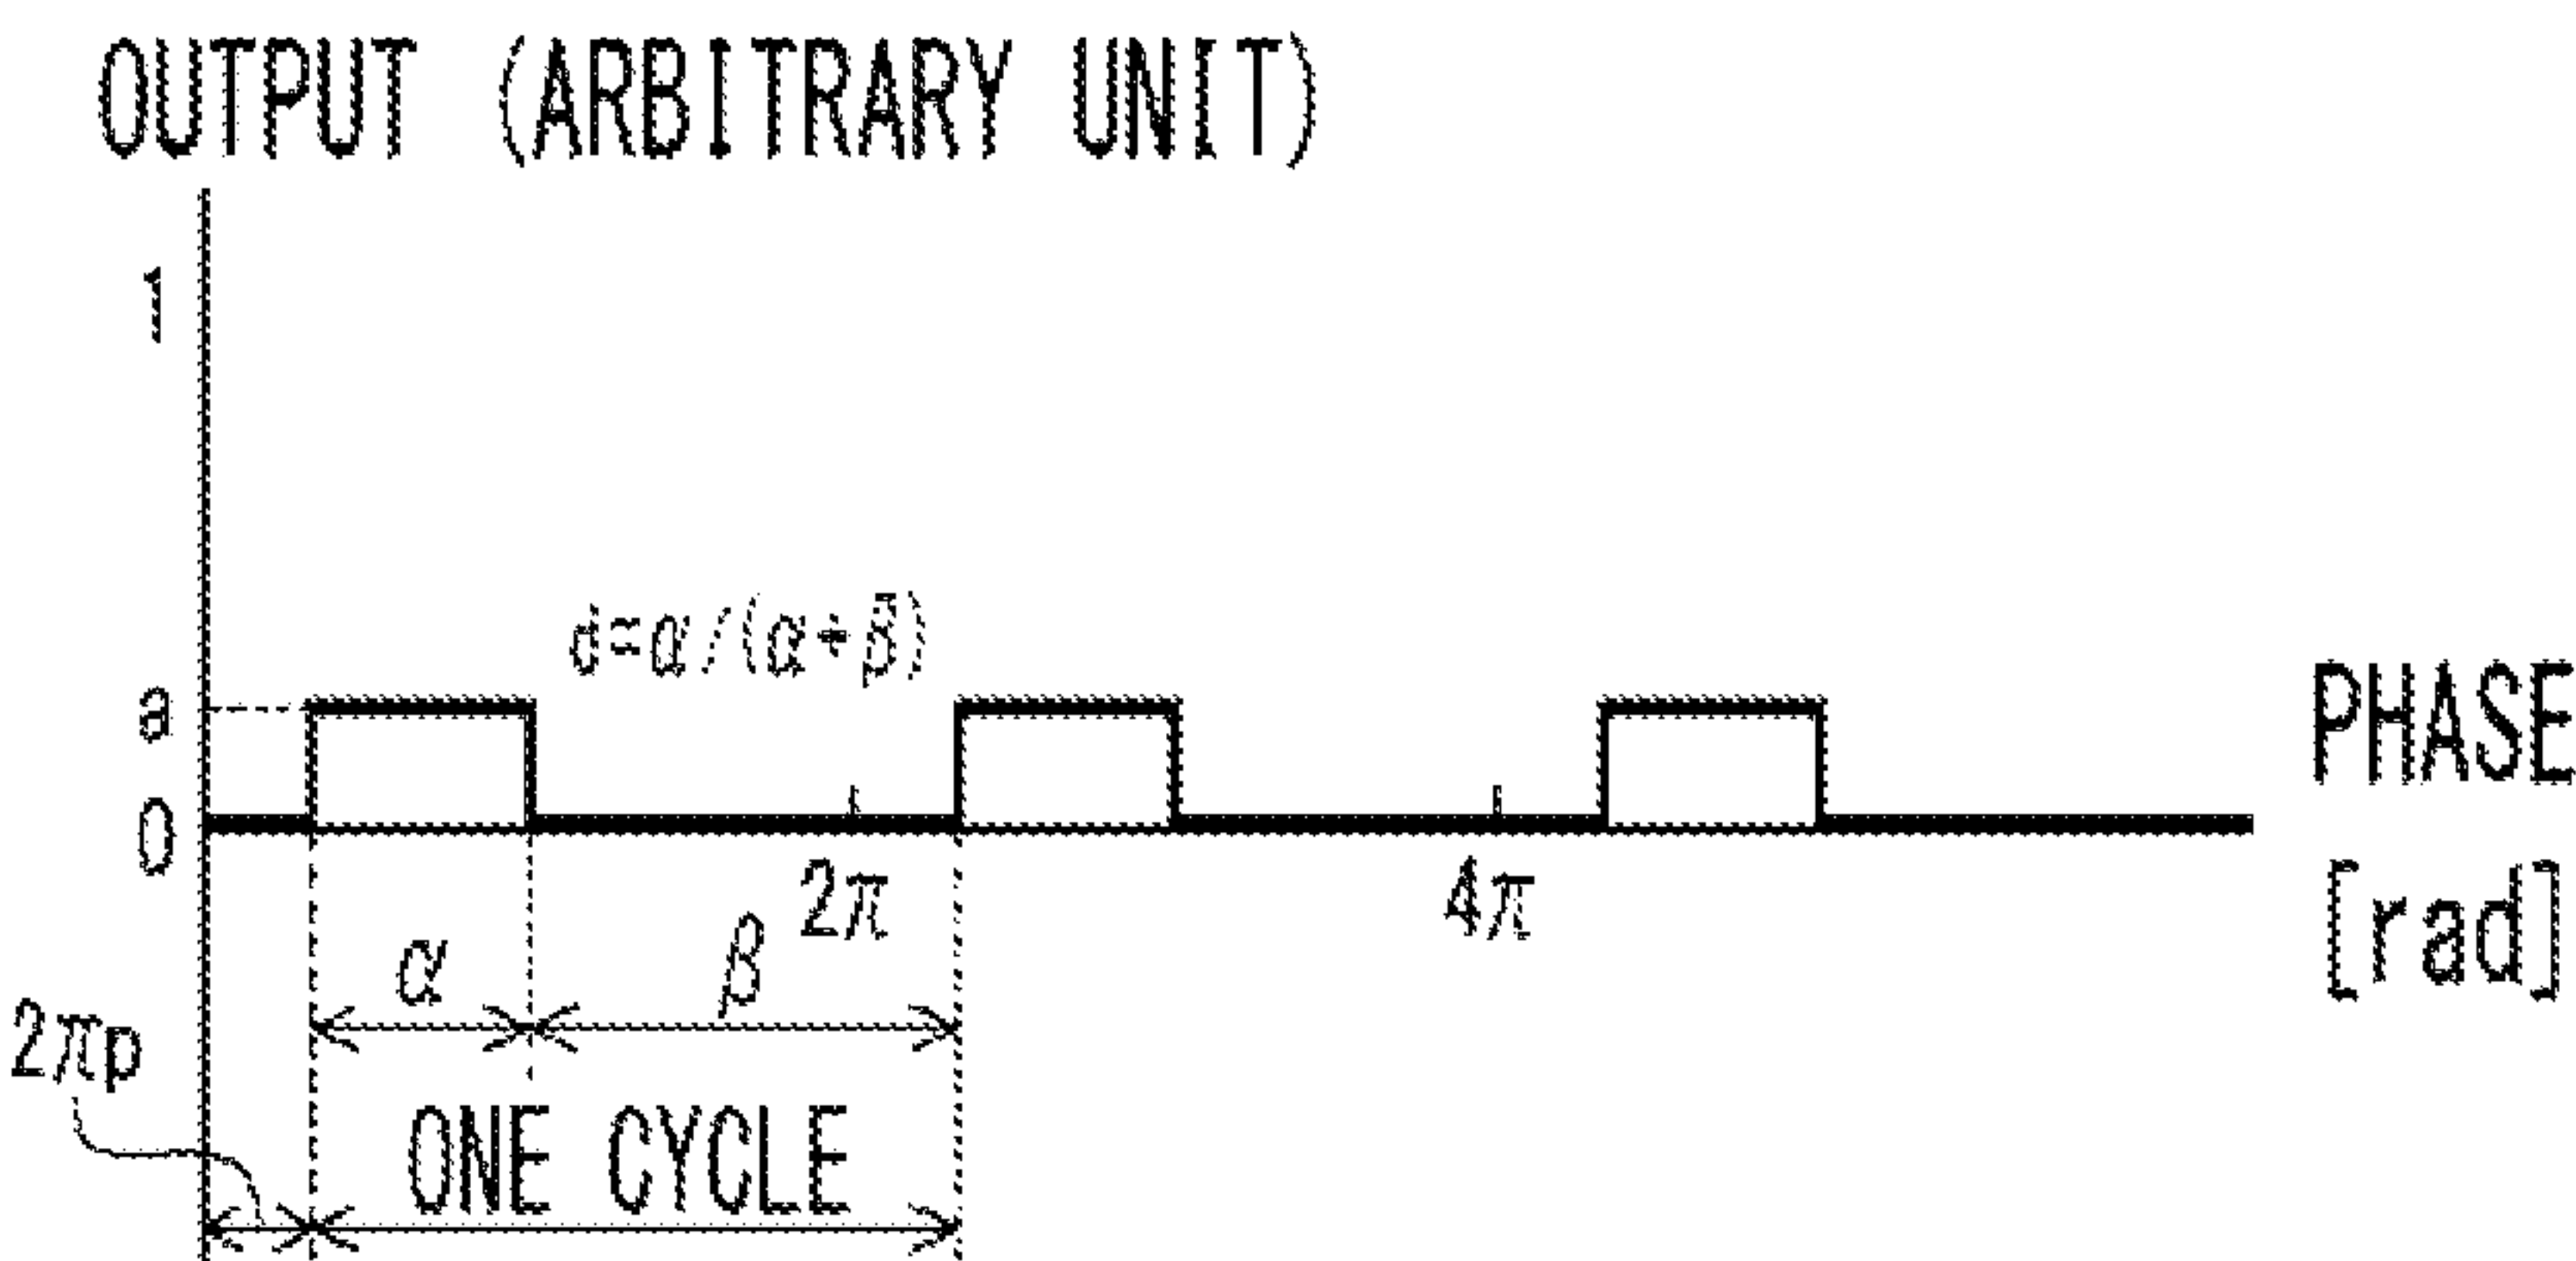 OUTPUT (ARBITRARY UNIT)
1
d=α/(α+β)
a
0
PHASE
[rad]
2π
4π
α
β
2πp
ONE CYCLE